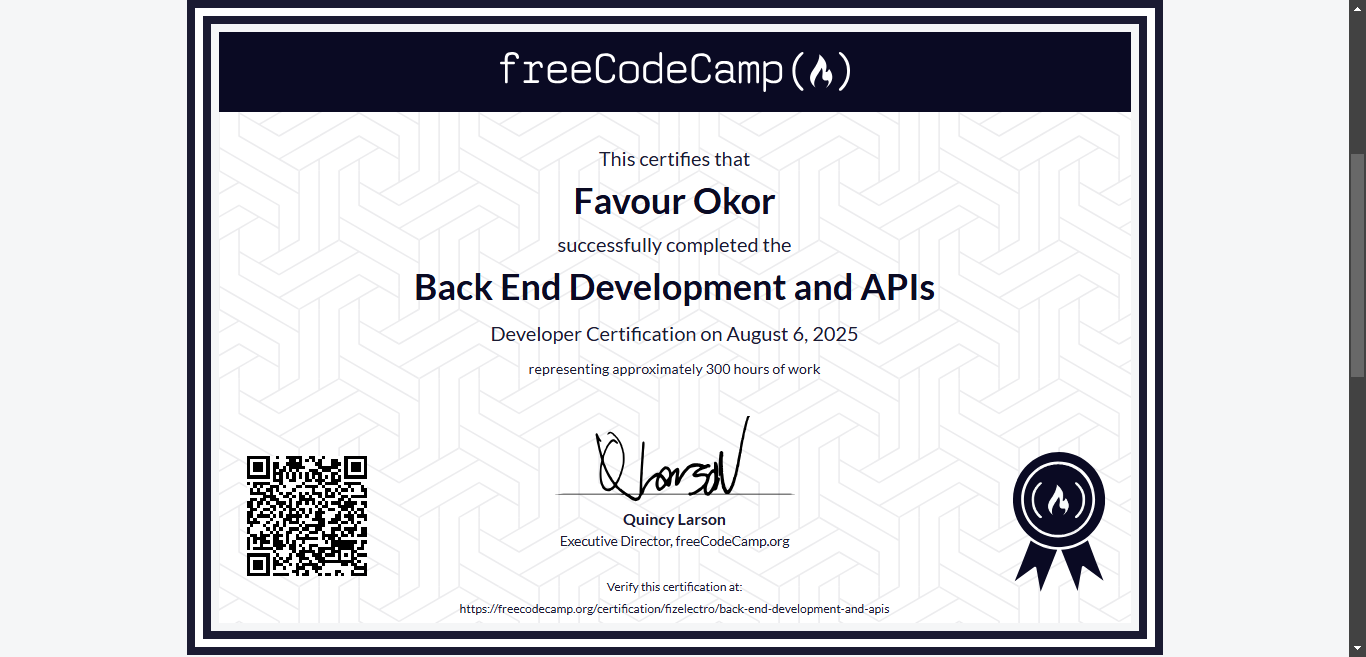 freeCodeCamp
This certifies that
Favour Okor
successfully completed the
Back End Development and APIs
Developer Certification on August 6, 2025
representing approximately 300 hours of work
Quincy Larson
Executive Director, freeCodeCamp.org
Verify this certification at:
https://freecodecamp.org/certification/fizelectro/back-end-development-and-apis